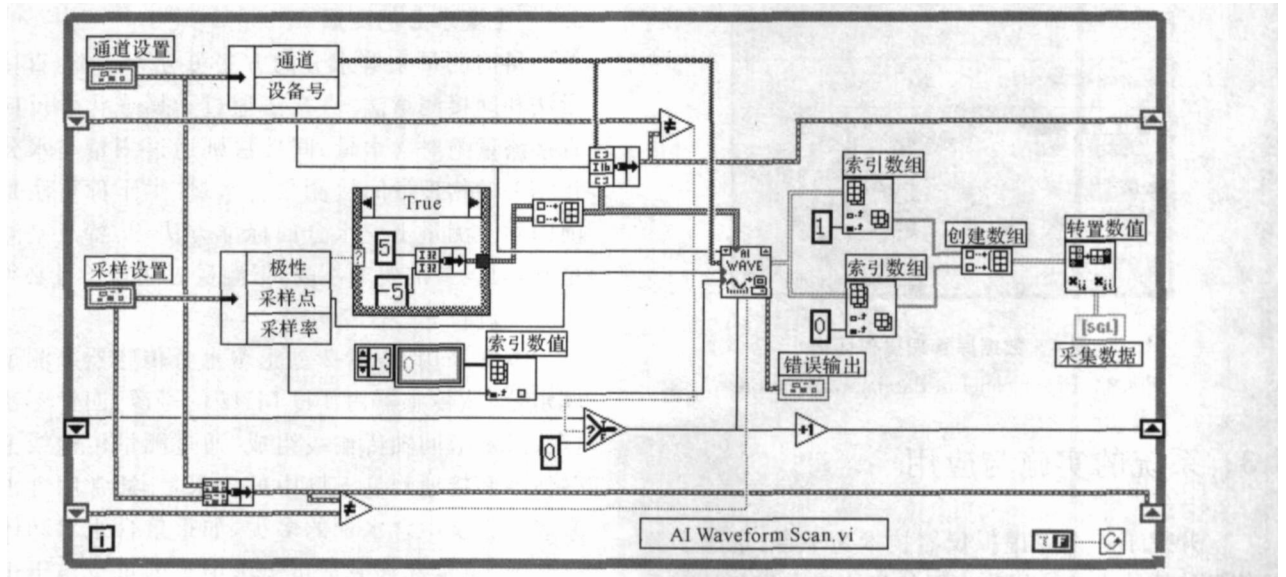 通道设置
通道
设备号
≠
索引数组
True
1
创建数组
转置数值
5
AI
WAVE
采样设置
极性
?
索引数组
-5
采样点
采样率
0
[SGL]
采集数据
索引数值
13
0
错误输出
?
0
+1
≠
AI Waveform Scan.vi
i
T F